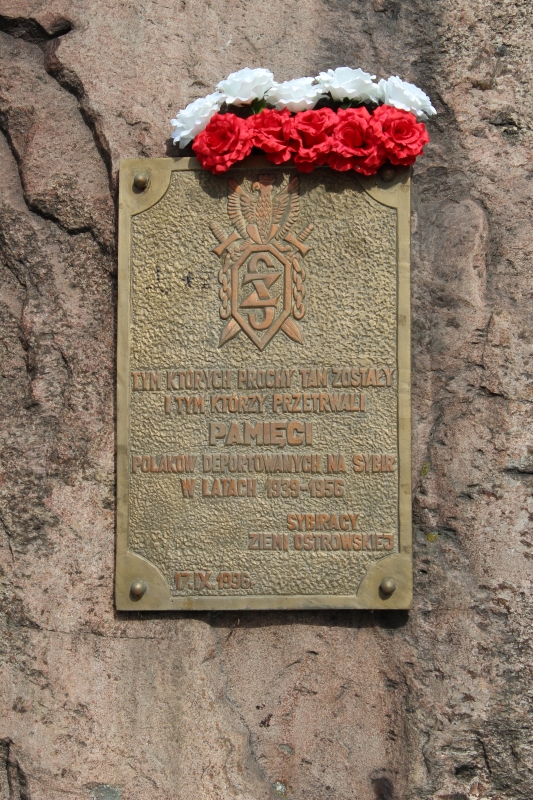 TYM KTÓRYCH PROCHY TAM ZOSTAŁY
I TYM KTÓRZY PRZETRWALI
PAMIĘCI
POLAKÓW DEPORTOWANYCH NA SYBIR
W LATACH 1939-1956
SYBIRACY
ZIEMI OSTROWSKIEJ
17.IX.1996